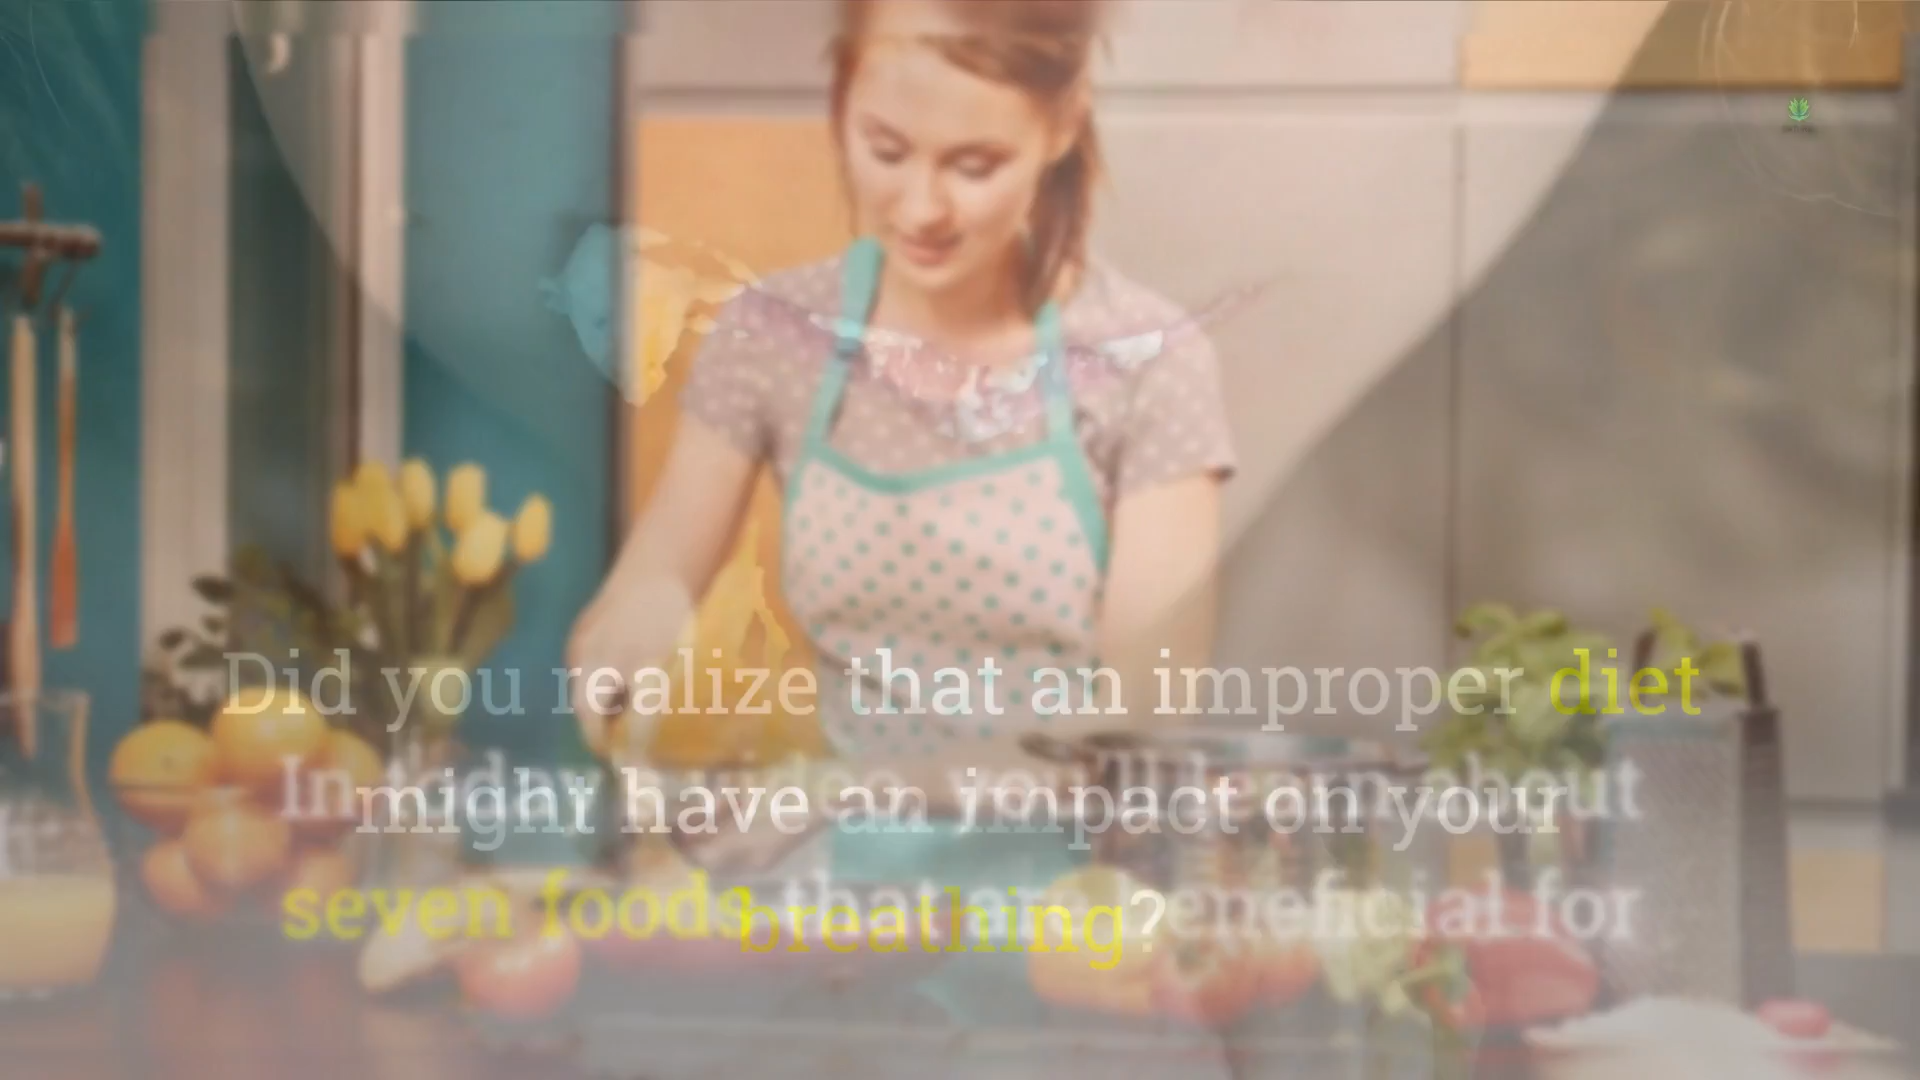 Did you realize that an improper diet
might have an impact on your
breathing?
In today's video, you'll learn about
seven foods that are beneficial for